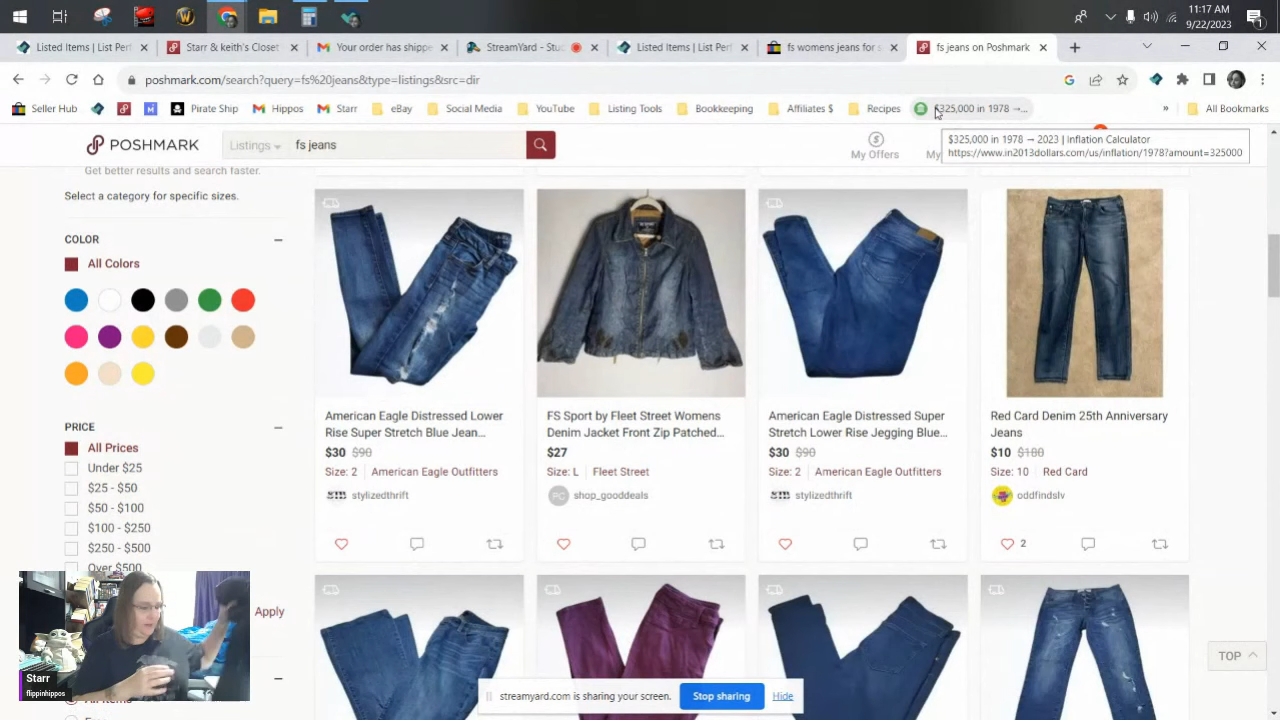 11:17 AM
9/22/2023
Listed Items | List Perf
Starr & keith's Closet
Your order has shippe
StreamYard - Stu
Listed Items | List Perf
fs womens jeans for s
fs jeans on Poshmark
poshmark.com/search?query=fs%20jeans&type=listings&src=dir
Seller Hub
Pirate Ship
Hippos
Starr
eBay
Social Media
YouTube
Listing Tools
Bookkeeping
Affiliates $
Recipes
$325,000 in 1978 →...
»
All Bookmarks
POSHMARK
Listings
fs jeans
My Offers
My
$325,000 in 1978 → 2023 | Inflation Calculator
https://www.in2013dollars.com/us/inflation/1978?amount=325000
Get better results and search faster.
Select a category for specific sizes.
COLOR
All Colors
PRICE
All Prices
Under $25
$25 - $50
$50 - $100
$100 - $250
$250 - $500
Over $500
Apply
All Items
American Eagle Distressed Lower
Rise Super Stretch Blue Jean...
$30 $90
Size: 2 | American Eagle Outfitters
stylizedthrift
FS Sport by Fleet Street Womens
Denim Jacket Front Zip Patched...
$27
Size: L | Fleet Street
PC shop_gooddeals
American Eagle Distressed Super
Stretch Lower Rise Jegging Blue...
$30 $90
Size: 2 | American Eagle Outfitters
stylizedthrift
Red Card Denim 25th Anniversary
Jeans
$10 $180
Size: 10 | Red Card
oddfindslv
2
TOP
Starr
flippinhippos
streamyard.com is sharing your screen.
Stop sharing
Hide